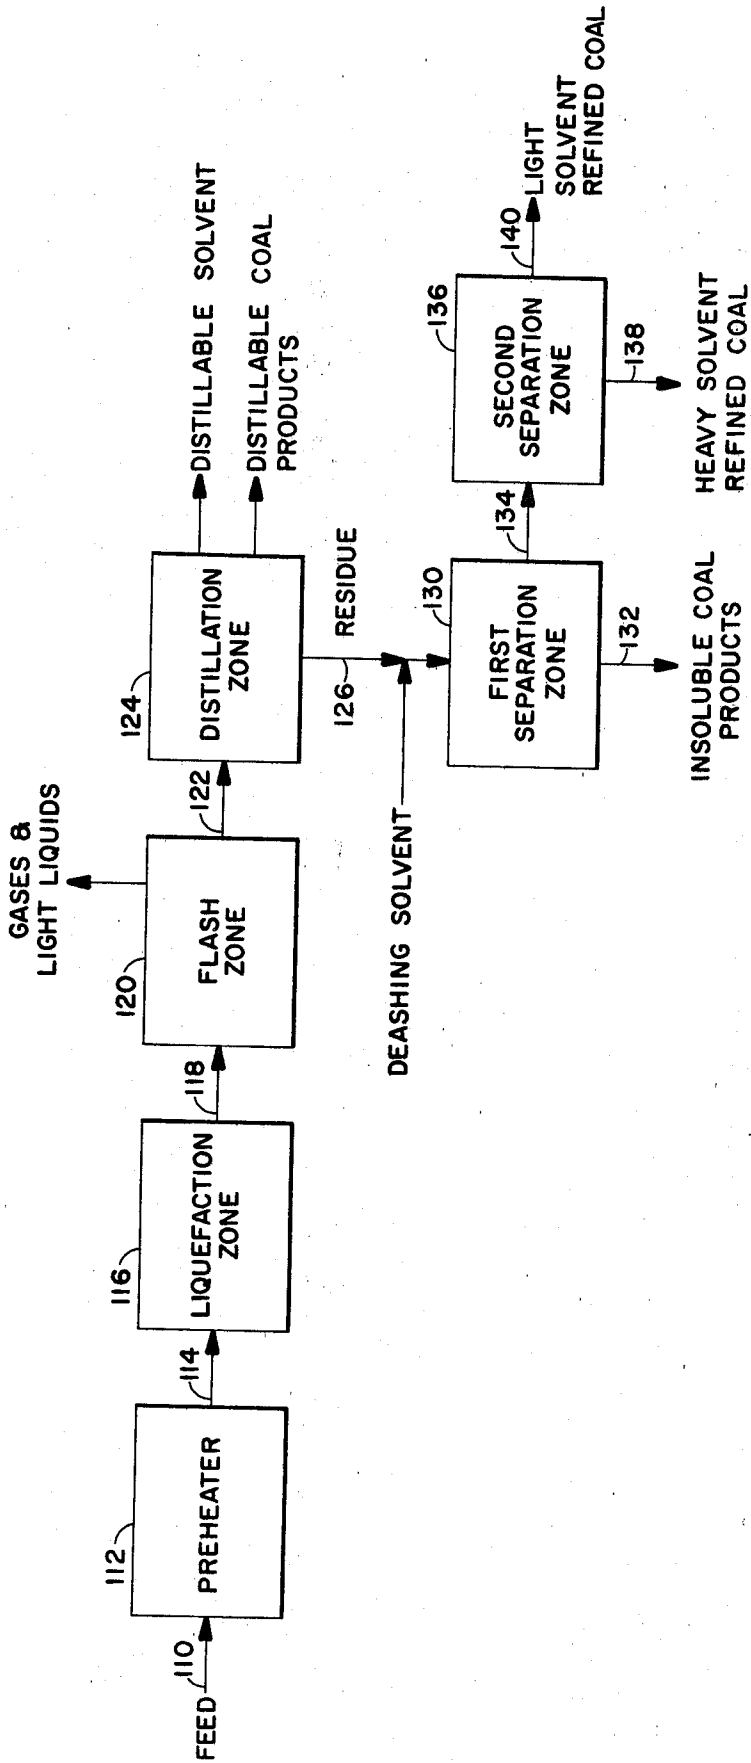 FEED
110
112
PREHEATER
114
116
LIQUEFACTION
ZONE
118
GASES &
LIGHT LIQUIDS
120
FLASH
ZONE
122
124
DISTILLATION
ZONE
DISTILLABLE SOLVENT
DISTILLABLE COAL
PRODUCTS
126
RESIDUE
DEASHING SOLVENT
130
FIRST
SEPARATION
ZONE
132
INSOLUBLE COAL
PRODUCTS
134
136
SECOND
SEPARATION
ZONE
138
HEAVY SOLVENT
REFINED COAL
140
LIGHT
SOLVENT
REFINED COAL